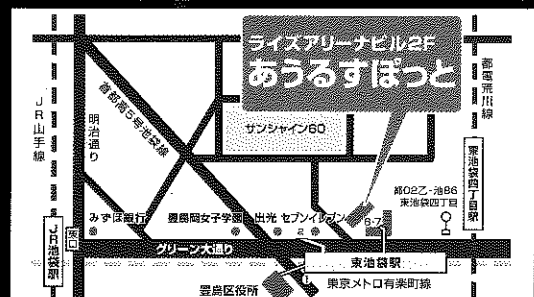 ライズアリーナビル2F
あうるすぽっと
都電荒川線
JR山手線
明治通り
首都高5号池袋線
サンシャイン60
東池袋四丁目駅
都02乙・池86
東池袋四丁目
みずほ銀行
豊島岡女子学園
出光
セブンイレブン
2
6・7
JR池袋駅
東口
グリーン大通り
東池袋駅
東京メトロ有楽町線
豊島区役所